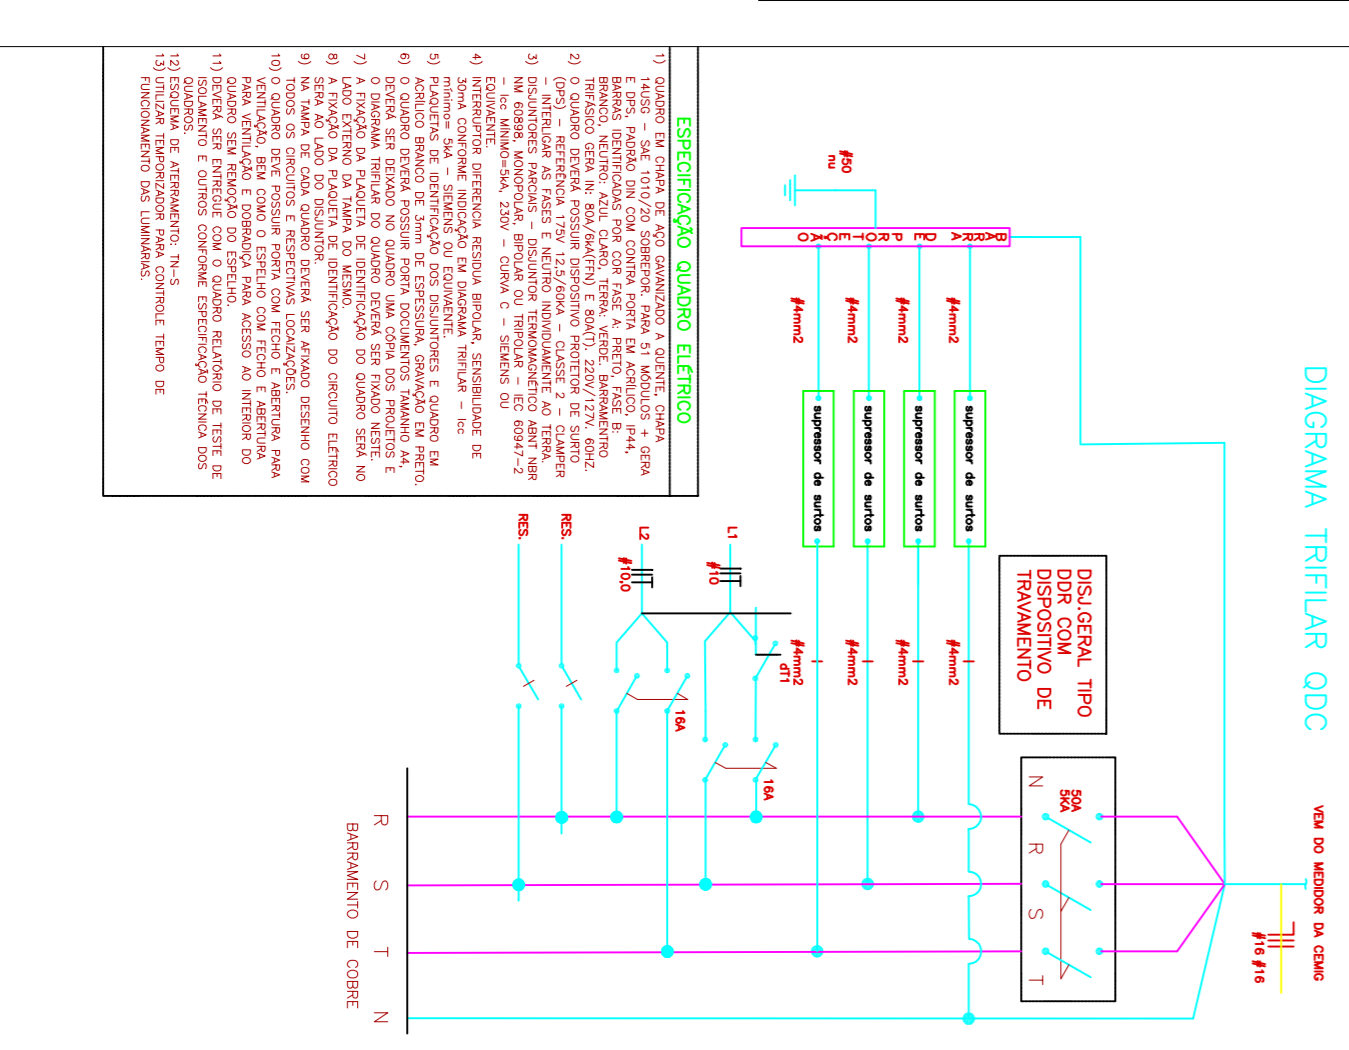 DIAGRAMA TRIFILAR QDC
VEM DO MEDIDOR DA CEMIG
#16 #16
DISJ.GERAL TIPO
DDR COM
DISPOSITIVO DE
TRAVAMENTO
50A
5KA
N R S T
BARRA DE PROTEÇÃO
#50
nu
#4mm2
#4mm2
#4mm2
#4mm2
supressor de surtos
supressor de surtos
supressor de surtos
supressor de surtos
#4mm2
#4mm2
#4mm2
#4mm2
dT1
L1
#10
16A
L2
#10,0
16A
RES.
RES.
R S T N
BARRAMENTO DE COBRE
ESPECIFICAÇÃO QUADRO ELÉTRICO
1) QUADRO EM CHAPA DE AÇO GAVANIZADO A QUENTE, CHAPA
14USG – SAE 1010/20 SOBREPOR, PARA 51 MÓDULOS + GERA
E DPS, PADRÃO DIN COM CONTRA PORTA EM ACRÍLICO, IP44,
BARRAS IDENTIFICADAS POR COR FASE A: PRETO, FASE B:
BRANCO, NEUTRO: AZUL CLARO, TERRA: VERDE. BARRAMENTRO
TRIFÁSICO GERA IN: 80A/6kA(FFN) E 80A(T). 220V/127V. 60HZ.
2) O QUADRO DEVERÁ POSSUIR DISPOSITIVO PROTETOR DE SURTO
(DPS) – REFERÊNCIA 175V 12,5/60KA – CLASSE 2 – CLAMPER
– INTERLIGAR AS FASES E NEUTRO INDIVIDUAMENTE AO TERRA.
3) DISJUNTORES PARCIAIS – DISJUNTOR TERMOMAGNÉTICO ABNT NBR
NM 60898, MONOPOLAR, BIPOLAR OU TRIPOLAR – IEC 60947-2
– Icc MÍNIMO=5kA, 230V – CURVA C – SIEMENS OU
EQUIVAENTE.
4) INTERRUPTOR DIFERENCIA RESIDUA BIPOLAR, SENSIBILIDADE DE
30mA CONFORME INDICAÇÃO EM DIAGRAMA TRIFILAR – Icc
mínimo= 5kA – SIEMENS OU EQUIVAENTE.
5) PLAQUETAS DE IDENTIFICAÇÃO DOS DISJUNTORES E QUADRO EM
ACRÍLICO BRANCO DE 3mm DE ESPESSURA, GRAVAÇÃO EM PRETO.
6) O QUADRO DEVERÁ POSSUIR PORTA DOCUMENTOS TAMANHO A4,
DEVERÁ SER DEIXADO NO QUADRO UMA CÓPIA DOS PROJETOS E
O DIAGRAMA TRIFILAR DO QUADRO DEVERÁ SER FIXADO NESTE.
7) A FIXAÇÃO DA PLAQUETA DE IDENTIFICAÇÃO DO QUADRO SERÁ NO
LADO EXTERNO DA TAMPA DO MESMO.
8) A FIXAÇÃO DA PLAQUETA DE IDENTIFICAÇÃO DO CIRCUITO ELÉTRICO
SERÁ AO LADO DO DISJUNTOR.
9) NA TAMPA DE CADA QUADRO DEVERÁ SER AFIXADO DESENHO COM
TODOS OS CIRCUITOS E RESPECTIVAS LOCAIZAÇÕES.
10) O QUADRO DEVE POSSUIR PORTA COM FECHO E ABERTURA PARA
VENTILAÇÃO, BEM COMO O ESPELHO COM FECHO E ABERTURA
PARA VENTILAÇÃO E DOBRADIÇA PARA ACESSO AO INTERIOR DO
QUADRO SEM REMOÇÃO DO ESPELHO.
11) DEVERÁ SER ENTREGUE COM O QUADRO RELATÓRIO DE TESTE DE
ISOLAMENTO E OUTROS CONFORME ESPECIFICAÇÃO TÉCNICA DOS
QUADROS.
12) ESQUEMA DE ATERRAMENTO: TN-S
13) UTILIZAR TEMPORIZADOR PARA CONTROLE TEMPO DE
FUNCIONAMENTO DAS LUMINÁRIAS.